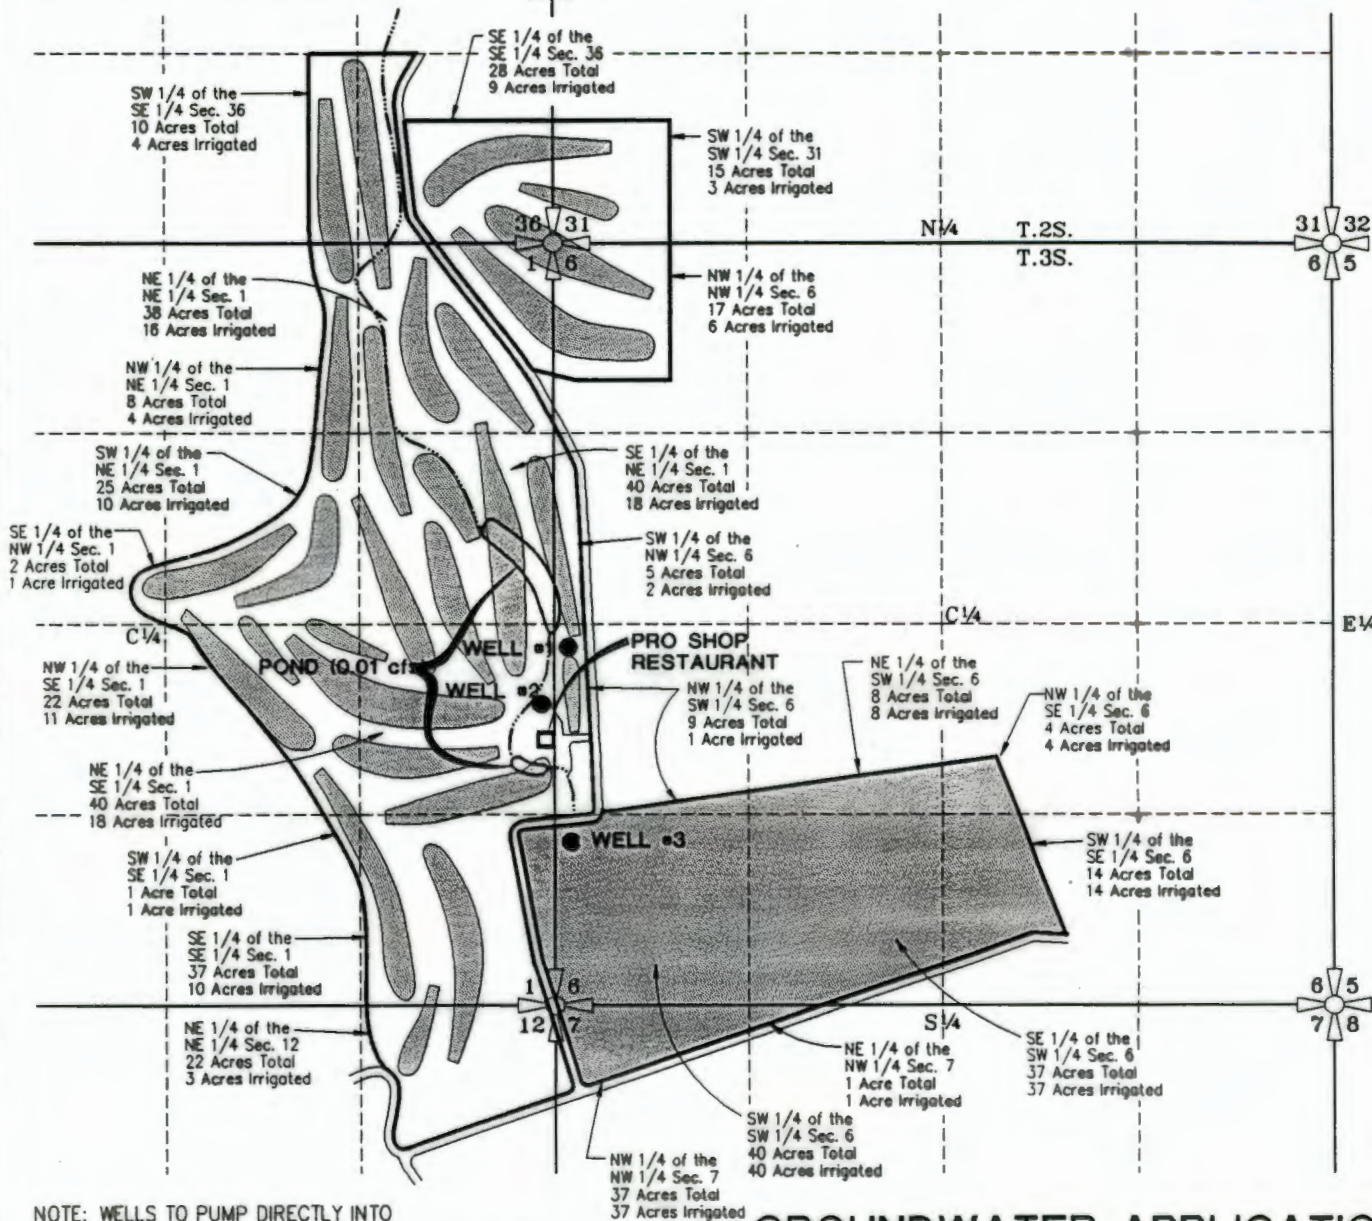 SE 1/4 of the
SE 1/4 Sec. 36
28 Acres Total
9 Acres Irrigated
SW 1/4 of the
SE 1/4 Sec. 36
10 Acres Total
4 Acres Irrigated
SW 1/4 of the
SW 1/4 Sec. 31
15 Acres Total
3 Acres Irrigated
36 31
1 6
N¼ T.2S.
T.3S.
31 32
6 5
NE 1/4 of the
NE 1/4 Sec. 1
38 Acres Total
16 Acres Irrigated
NW 1/4 of the
NW 1/4 Sec. 6
17 Acres Total
6 Acres Irrigated
NW 1/4 of the
NE 1/4 Sec. 1
8 Acres Total
4 Acres Irrigated
SW 1/4 of the
NE 1/4 Sec. 1
25 Acres Total
10 Acres Irrigated
SE 1/4 of the
NE 1/4 Sec. 1
40 Acres Total
18 Acres Irrigated
SE 1/4 of the
NW 1/4 Sec. 1
2 Acres Total
1 Acre Irrigated
SW 1/4 of the
NW 1/4 Sec. 6
5 Acres Total
2 Acres Irrigated
C¼
C¼
E¼
WELL #1
PRO SHOP
RESTAURANT
POND (0.01 cfs)
WELL #2
NW 1/4 of the
SE 1/4 Sec. 1
22 Acres Total
11 Acres Irrigated
NW 1/4 of the
SW 1/4 Sec. 6
9 Acres Total
1 Acre Irrigated
NE 1/4 of the
SW 1/4 Sec. 6
8 Acres Total
8 Acres Irrigated
NW 1/4 of the
SE 1/4 Sec. 6
4 Acres Total
4 Acres Irrigated
NE 1/4 of the
SE 1/4 Sec. 1
40 Acres Total
18 Acres Irrigated
WELL #3
SW 1/4 of the
SE 1/4 Sec. 1
1 Acre Total
1 Acre Irrigated
SW 1/4 of the
SE 1/4 Sec. 6
14 Acres Total
14 Acres Irrigated
SE 1/4 of the
SE 1/4 Sec. 1
37 Acres Total
10 Acres Irrigated
1 6
12 7
S¼
6 5
7 8
NE 1/4 of the
NE 1/4 Sec. 12
22 Acres Total
3 Acres Irrigated
NE 1/4 of the
NW 1/4 Sec. 7
1 Acre Total
1 Acre Irrigated
SE 1/4 of the
SW 1/4 Sec. 6
37 Acres Total
37 Acres Irrigated
SW 1/4 of the
SW 1/4 Sec. 6
40 Acres Total
40 Acres Irrigated
NW 1/4 of the
NW 1/4 Sec. 7
37 Acres Total
37 Acres Irrigated
NOTE: WELLS TO PUMP DIRECTLY INTO